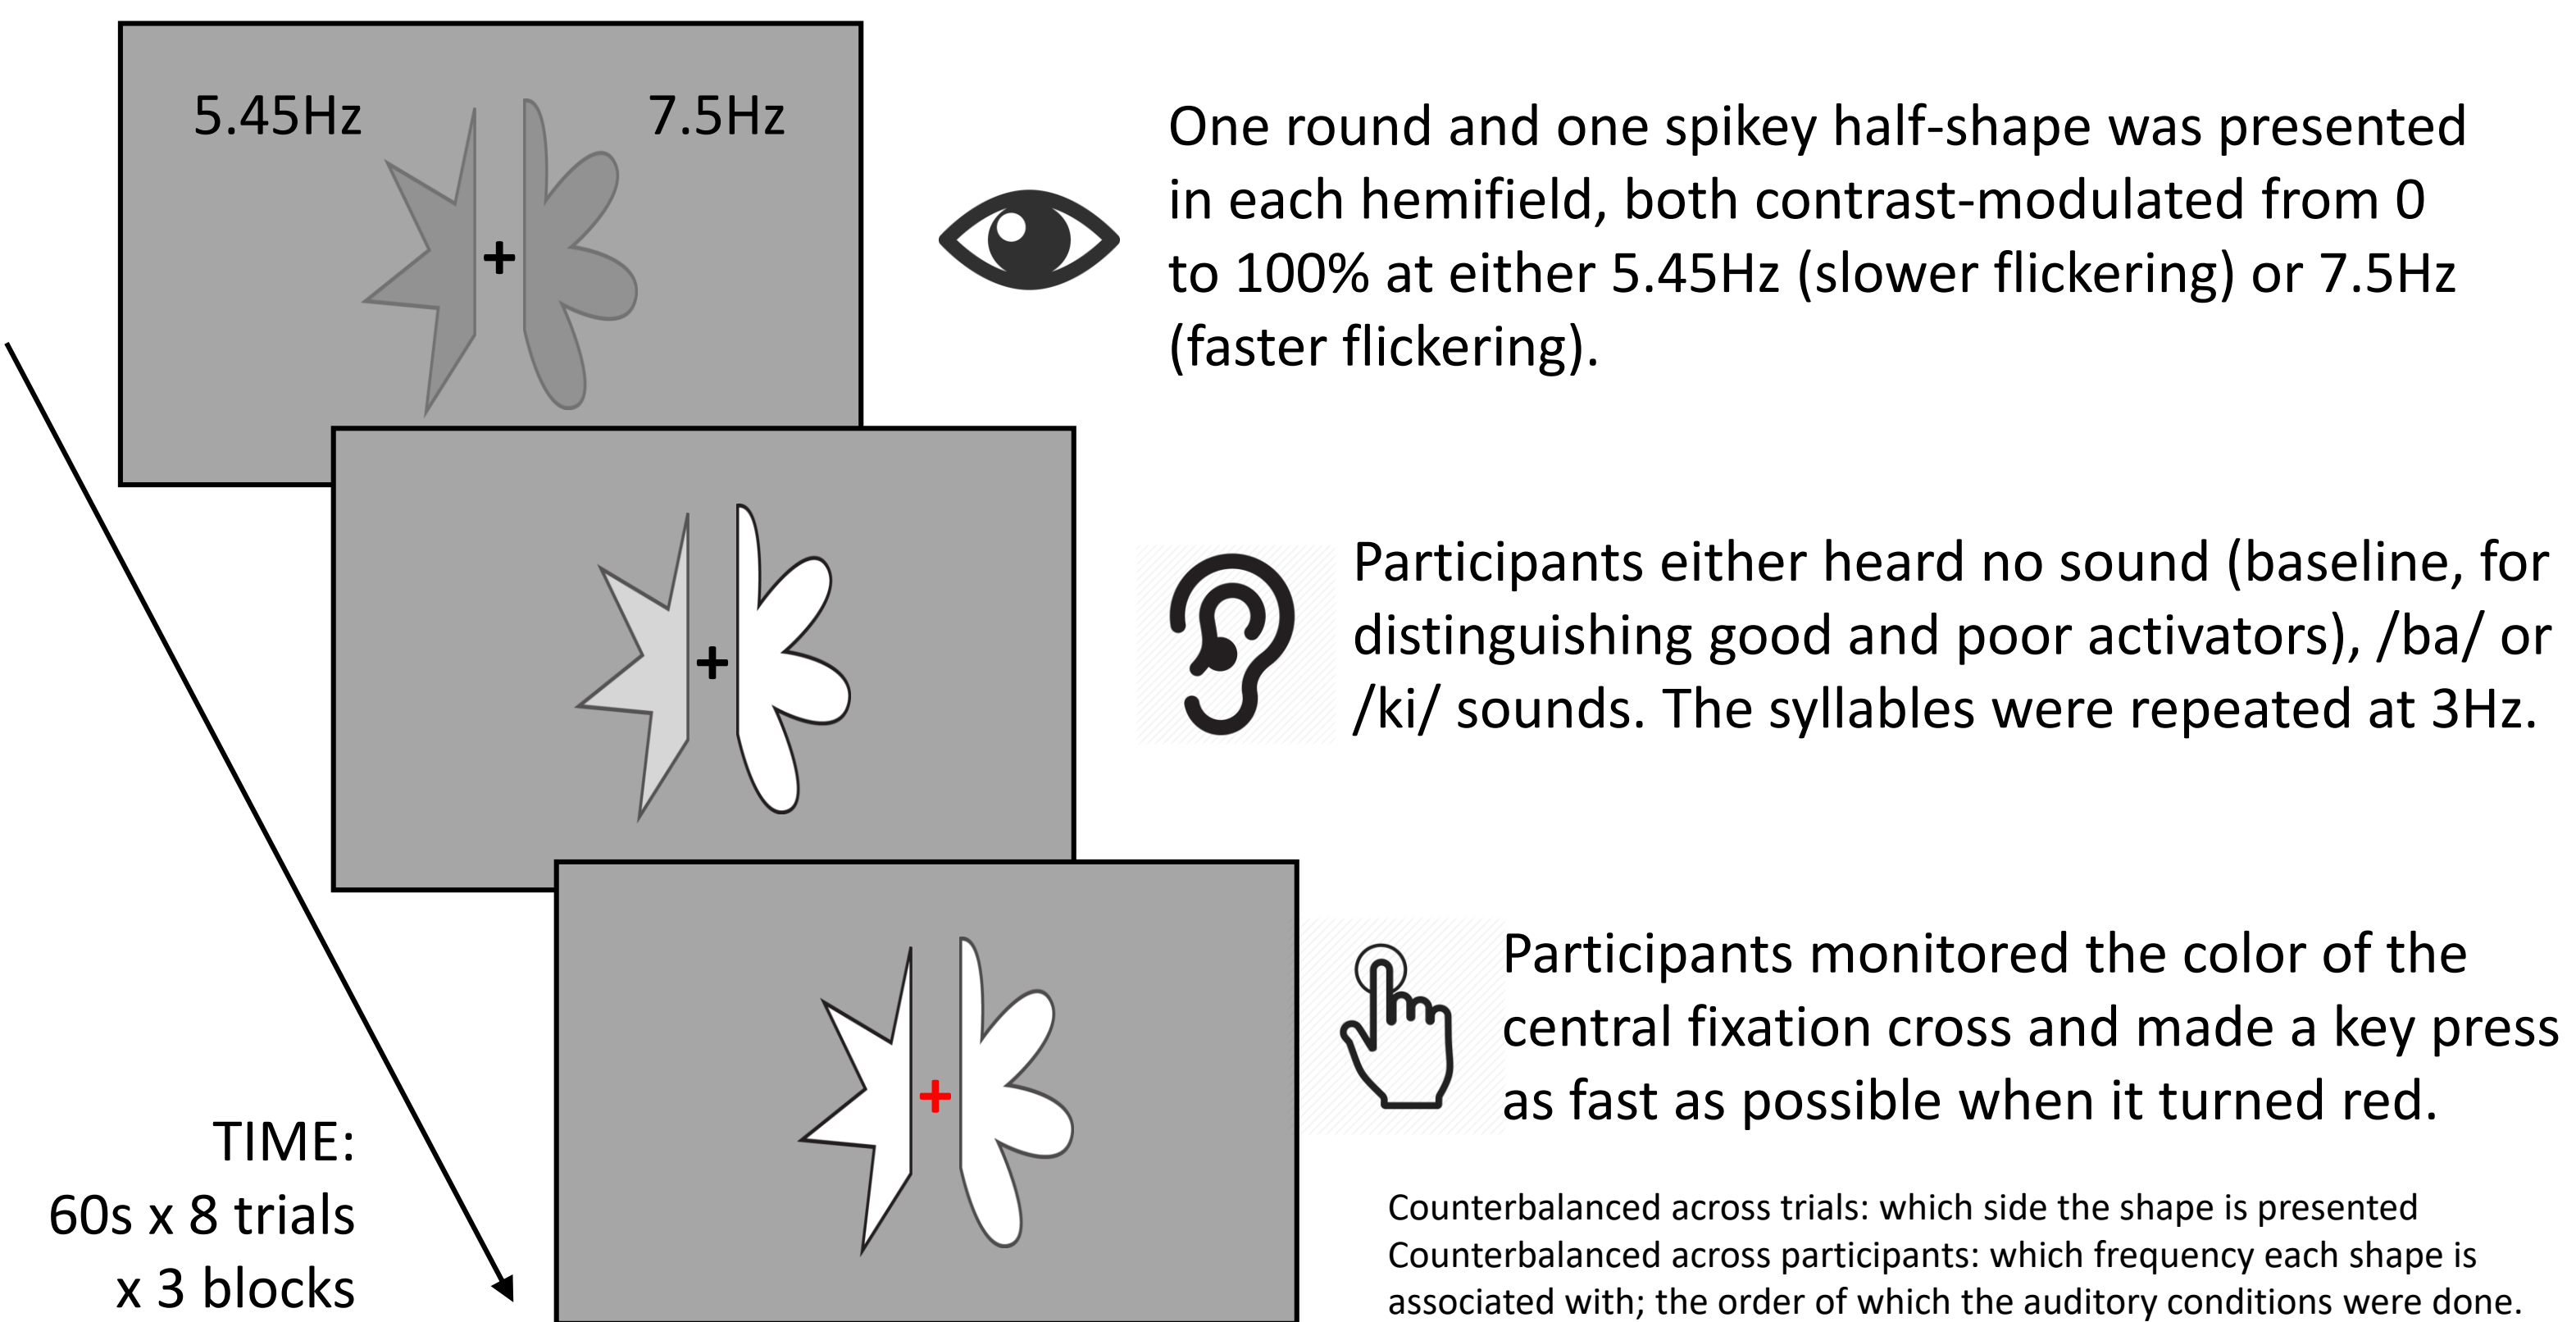 5.45Hz
7.5Hz
+
One round and one spikey half-shape was presented
in each hemifield, both contrast-modulated from 0
to 100% at either 5.45Hz (slower flickering) or 7.5Hz
(faster flickering).
+
Participants either heard no sound (baseline, for
distinguishing good and poor activators), /ba/ or
/ki/ sounds. The syllables were repeated at 3Hz.
+
Participants monitored the color of the
central fixation cross and made a key press
as fast as possible when it turned red.
TIME:
60s x 8 trials
x 3 blocks
Counterbalanced across trials: which side the shape is presented
Counterbalanced across participants: which frequency each shape is
associated with; the order of which the auditory conditions were done.